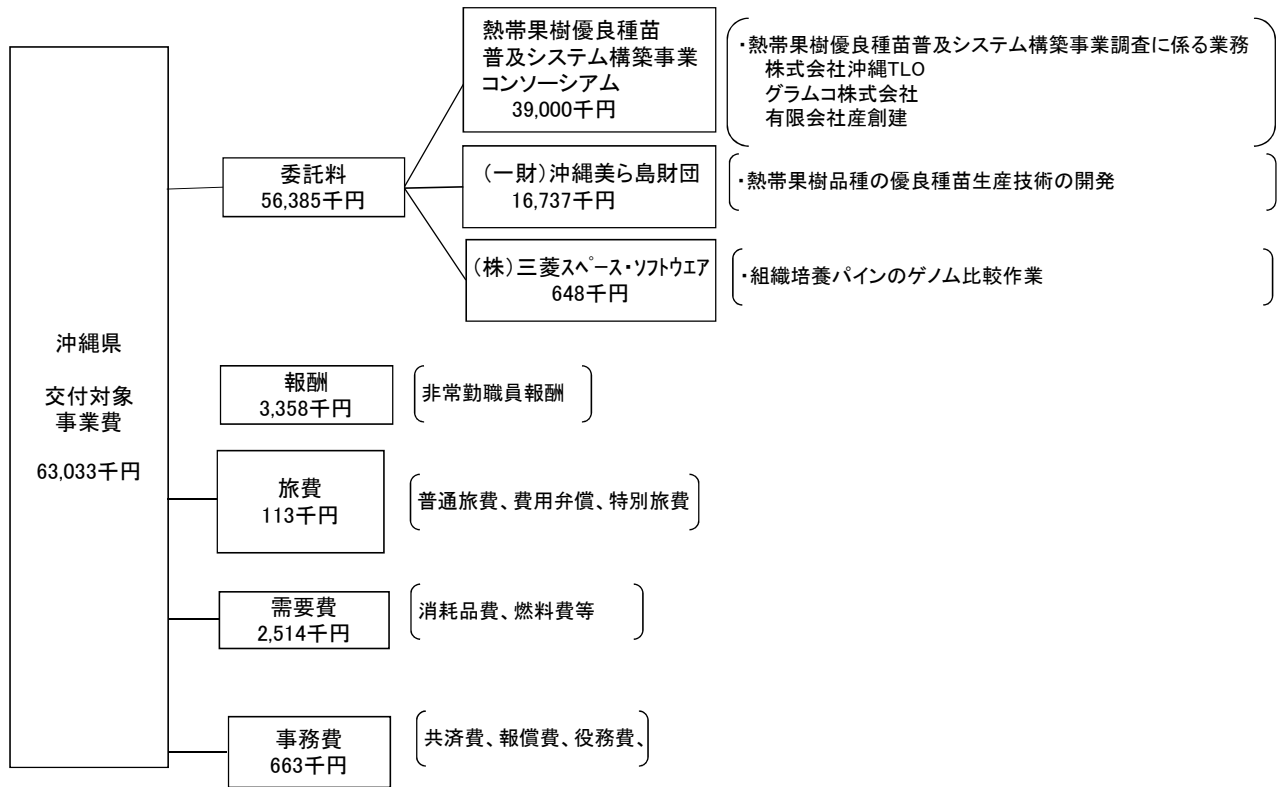 沖縄県
交付対象
事業費
63,033千円
委託料
56,385千円
熱帯果樹優良種苗
普及システム構築事業
コンソーシアム
39,000千円
・熱帯果樹優良種苗普及システム構築事業調査に係る業務
株式会社沖縄TLO
グラムコ株式会社
有限会社産創建
(一財)沖縄美ら島財団
16,737千円
・熱帯果樹品種の優良種苗生産技術の開発
(株)三菱スペース・ソフトウエア
648千円
・組織培養パインのゲノム比較作業
報酬
3,358千円
非常勤職員報酬
旅費
113千円
普通旅費、費用弁償、特別旅費
需要費
2,514千円
消耗品費、燃料費等
事務費
663千円
共済費、報償費、役務費、